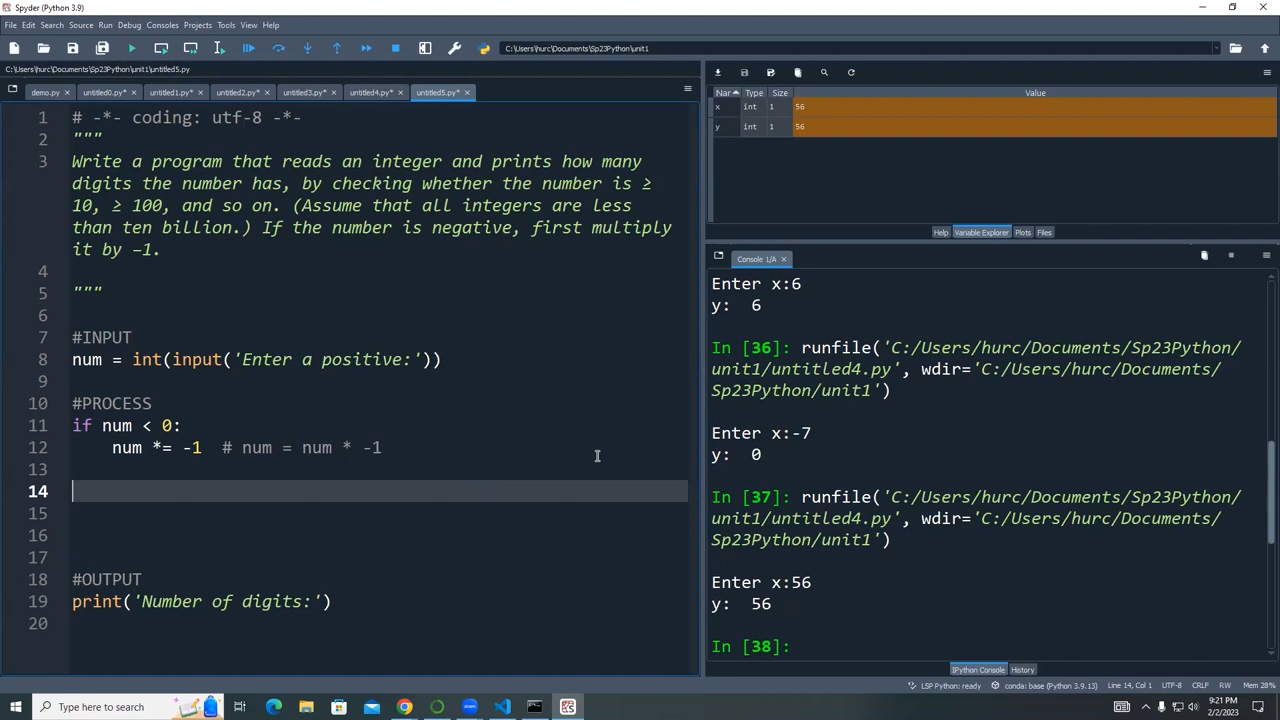 Spyder (Python 3.9)
File Edit Search Source Run Debug Consoles Projects Tools View Help
C:\Users\hurc\Documents\Sp23Python\unit1
C:\Users\hurc\Documents\Sp23Python\unit1\untitled5.py
demo.py untitled0.py* untitled1.py* untitled2.py* untitled3.py* untitled4.py* untitled5.py*
1 # -*- coding: utf-8 -*-
2 """
3 Write a program that reads an integer and prints how many
digits the number has, by checking whether the number is ≥
10, ≥ 100, and so on. (Assume that all integers are less
than ten billion.) If the number is negative, first multiply
it by −1.
4
5 """
6
7 #INPUT
8 num = int(input('Enter a positive:'))
9
10 #PROCESS
11 if num < 0:
12 num *= -1 # num = num * -1
13
14
15
16
17
18 #OUTPUT
19 print('Number of digits:')
20
Nar Type Size Value
x int 1 56
y int 1 56
Help Variable Explorer Plots Files
Console 1/A
Enter x:6
y: 6
In [36]: runfile('C:/Users/hurc/Documents/Sp23Python/
unit1/untitled4.py', wdir='C:/Users/hurc/Documents/
Sp23Python/unit1')
Enter x:-7
y: 0
In [37]: runfile('C:/Users/hurc/Documents/Sp23Python/
unit1/untitled4.py', wdir='C:/Users/hurc/Documents/
Sp23Python/unit1')
Enter x:56
y: 56
In [38]:
IPython Console History
LSP Python: ready conda: base (Python 3.9.13) Line 14, Col 1 UTF-8 CRLF RW Mem 28%
Type here to search
9:21 PM
2/2/2023